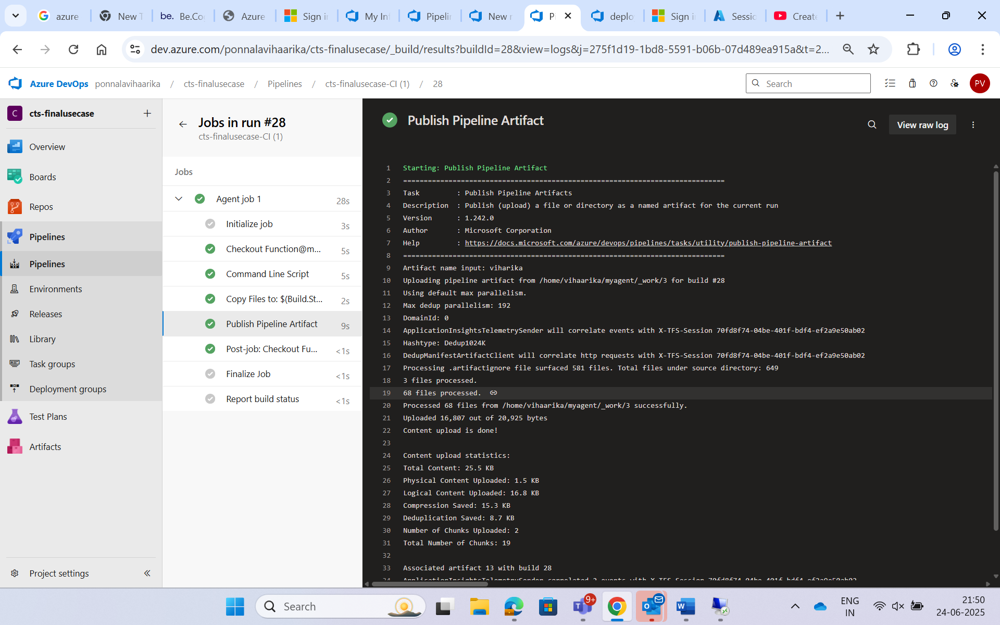 azure
New T
be. Be.Co
Azure
Sign i
My In
Pipelin
New r
P
deplo
Sign i
Sessio
Create
dev.azure.com/ponnalavihaarika/cts-finalusecase/_build/results?buildId=28&view=logs&j=275f1d19-1bd8-5591-b06b-07d489ea915a&t=2...
Azure DevOps ponnalavihaarika / cts-finalusecase / Pipelines / cts-finalusecase-CI (1) / 28
Search
PV
C cts-finalusecase
Overview
Boards
Repos
Pipelines
Pipelines
Environments
Releases
Library
Task groups
Deployment groups
Test Plans
Artifacts
Project settings
Jobs in run #28
cts-finalusecase-CI (1)
Jobs
Agent job 1 28s
Initialize job 3s
Checkout Function@m... 5s
Command Line Script 5s
Copy Files to: $(Build.St... 2s
Publish Pipeline Artifact 9s
Post-job: Checkout Fu... <1s
Finalize Job <1s
Report build status <1s
Publish Pipeline Artifact
View raw log
1 Starting: Publish Pipeline Artifact
2 ==============================================================================
3 Task : Publish Pipeline Artifacts
4 Description : Publish (upload) a file or directory as a named artifact for the current run
5 Version : 1.242.0
6 Author : Microsoft Corporation
7 Help : https://docs.microsoft.com/azure/devops/pipelines/tasks/utility/publish-pipeline-artifact
8 ==============================================================================
9 Artifact name input: viharika
10 Uploading pipeline artifact from /home/vihaarika/myagent/_work/3 for build #28
11 Using default max parallelism.
12 Max dedup parallelism: 192
13 DomainId: 0
14 ApplicationInsightsTelemetrySender will correlate events with X-TFS-Session 70fd8f74-04be-401f-bdf4-ef2a9e50ab02
15 Hashtype: Dedup1024K
16 DedupManifestArtifactClient will correlate http requests with X-TFS-Session 70fd8f74-04be-401f-bdf4-ef2a9e50ab02
17 Processing .artifactignore file surfaced 581 files. Total files under source directory: 649
18 3 files processed.
19 68 files processed.
20 Processed 68 files from /home/vihaarika/myagent/_work/3 successfully.
21 Uploaded 16,807 out of 20,925 bytes
22 Content upload is done!
23
24 Content upload statistics:
25 Total Content: 25.5 KB
26 Physical Content Uploaded: 1.5 KB
27 Logical Content Uploaded: 16.8 KB
28 Compression Saved: 15.3 KB
29 Deduplication Saved: 8.7 KB
30 Number of Chunks Uploaded: 2
31 Total Number of Chunks: 19
32
33 Associated artifact 13 with build 28
34 ApplicationInsightsTelemetrySender correlated 2 events with X-TFS-Session 70fd8f74-04be-401f-bdf4-ef2a9e50ab02
Search
9+
ENG
IN
21:50
24-06-2025